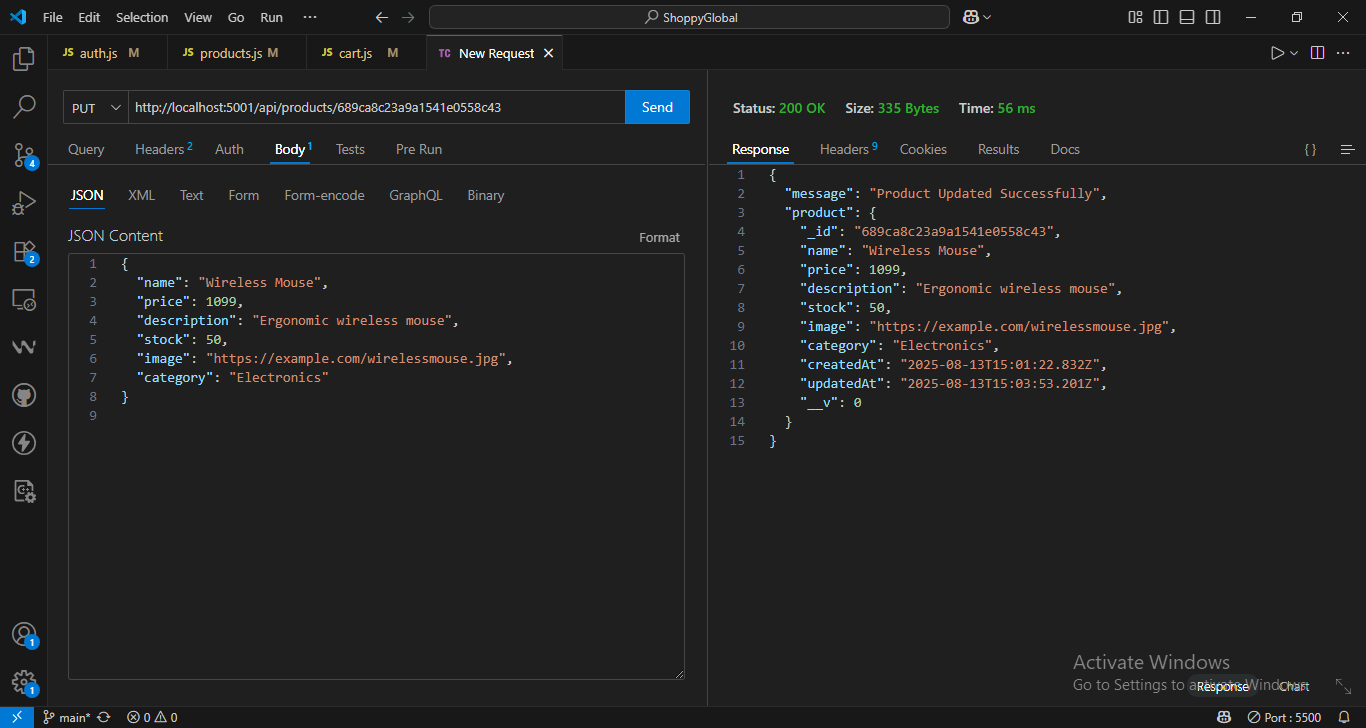 File Edit Selection View Go Run ··· ShoppyGlobal
JS auth.js M JS products.js M JS cart.js M TC New Request
PUT http://localhost:5001/api/products/689ca8c23a9a1541e0558c43 Send
Query Headers 2 Auth Body 1 Tests Pre Run
JSON XML Text Form Form-encode GraphQL Binary
JSON Content Format
1 {
2 "name": "Wireless Mouse",
3 "price": 1099,
4 "description": "Ergonomic wireless mouse",
5 "stock": 50,
6 "image": "https://example.com/wirelessmouse.jpg",
7 "category": "Electronics"
8 }
9
Status: 200 OK Size: 335 Bytes Time: 56 ms
Response Headers 9 Cookies Results Docs { }
1 {
2 "message": "Product Updated Successfully",
3 "product": {
4 "_id": "689ca8c23a9a1541e0558c43",
5 "name": "Wireless Mouse",
6 "price": 1099,
7 "description": "Ergonomic wireless mouse",
8 "stock": 50,
9 "image": "https://example.com/wirelessmouse.jpg",
10 "category": "Electronics",
11 "createdAt": "2025-08-13T15:01:22.832Z",
12 "updatedAt": "2025-08-13T15:03:53.201Z",
13 "__v": 0
14 }
15 }
4
2
1
1
Activate Windows
Go to Settings to activate Windows.
Response Chart
main* 0 0 Port : 5500